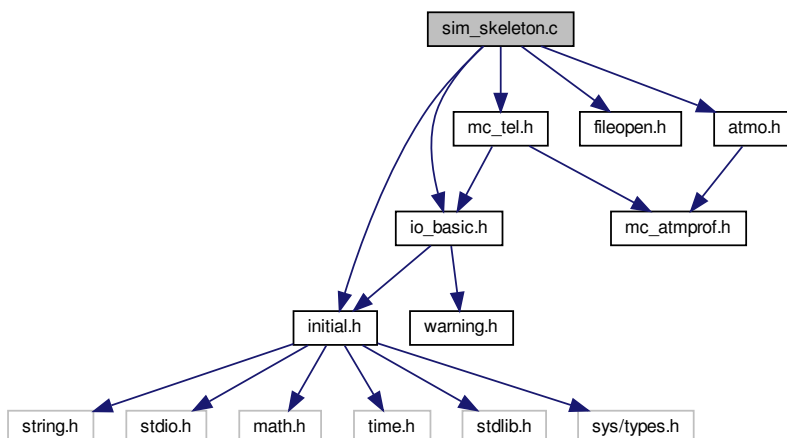 sim_skeleton.c
mc_tel.h
fileopen.h
atmo.h
io_basic.h
mc_atmprof.h
initial.h
warning.h
string.h
stdio.h
math.h
time.h
stdlib.h
sys/types.h